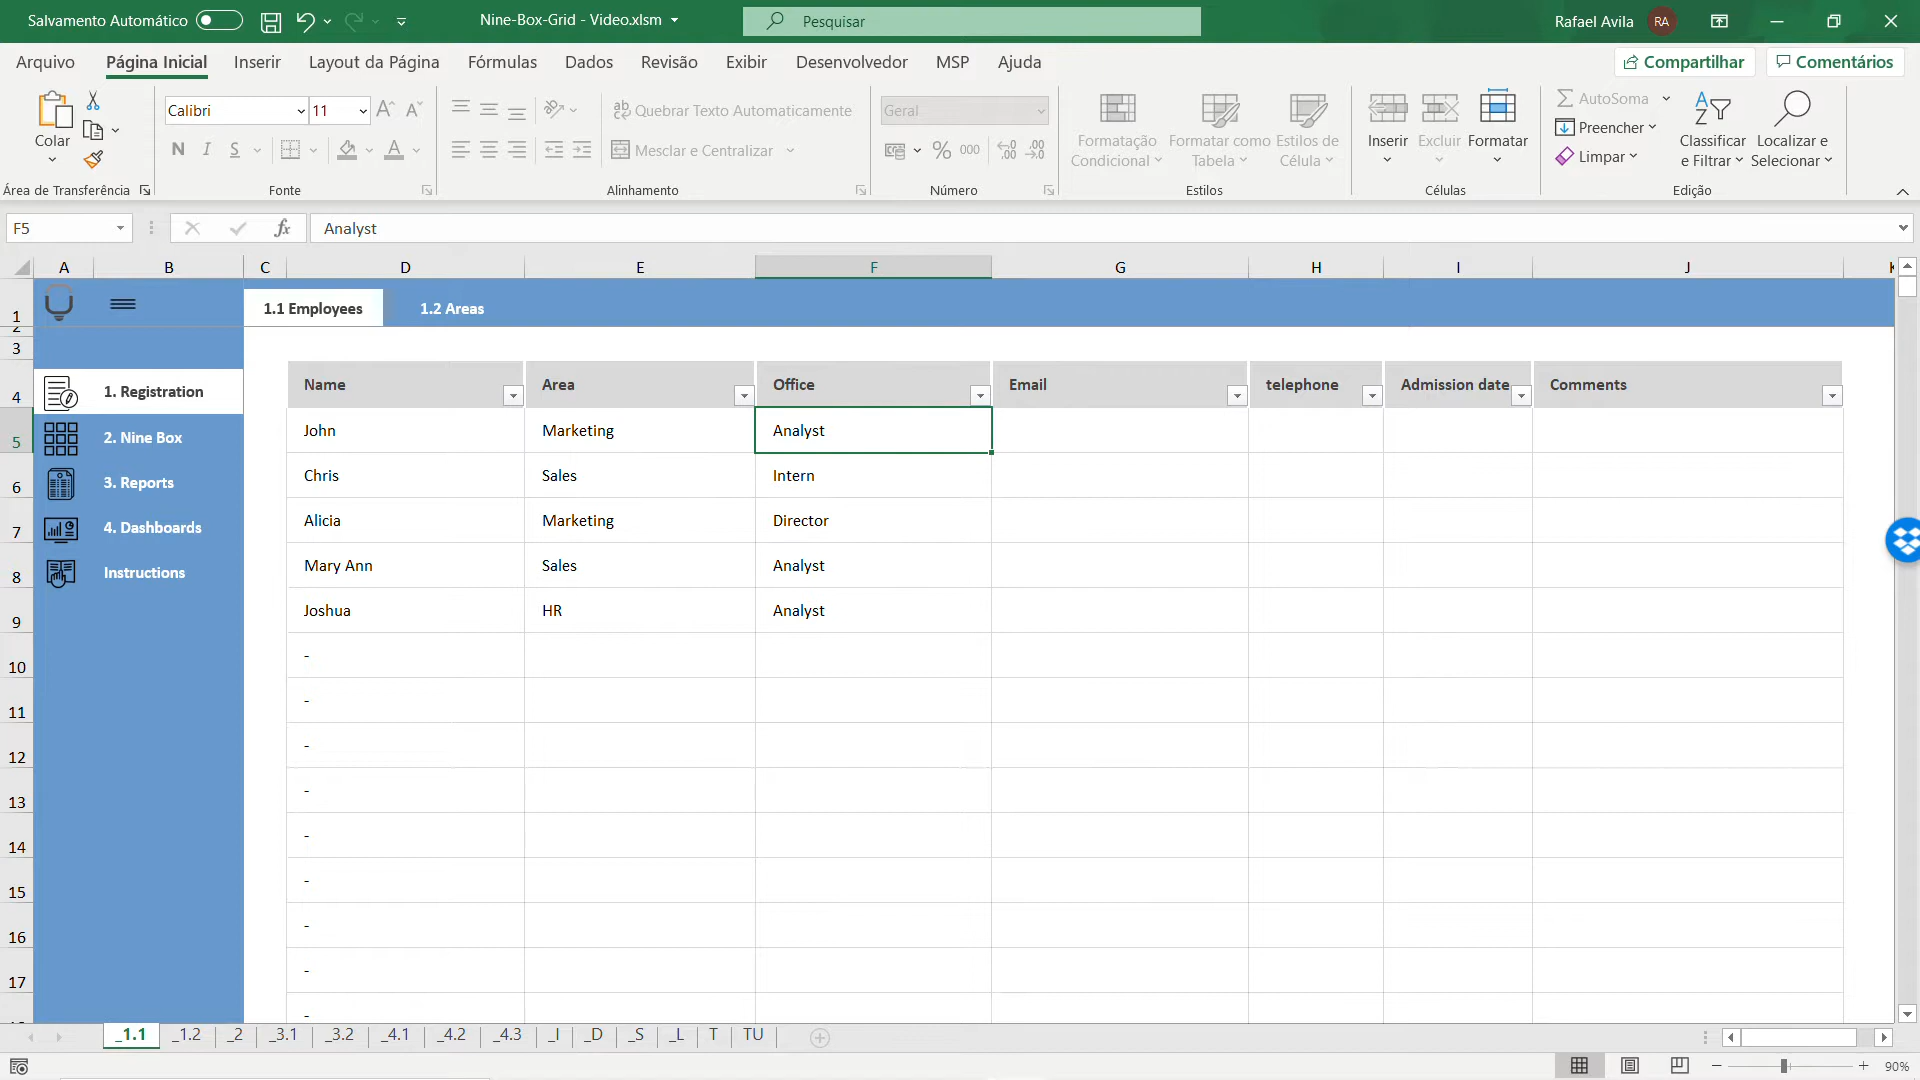 Salvamento Automático
Nine-Box-Grid - Video.xlsm
Pesquisar
Rafael Avila RA
Arquivo Página Inicial Inserir Layout da Página Fórmulas Dados Revisão Exibir Desenvolvedor MSP Ajuda
Compartilhar Comentários
Colar
Calibri 11
N I S
Quebrar Texto Automaticamente
Mesclar e Centralizar
Geral
% 000
Formatação Condicional
Formatar como Tabela
Estilos de Célula
Inserir Excluir Formatar
AutoSoma
Preencher
Limpar
Classificar e Filtrar
Localizar e Selecionar
Área de Transferência Fonte Alinhamento Número Estilos Células Edição
F5 fx Analyst
A B C D E F G H I J K
1 1.1 Employees 1.2 Areas
2
3
4 1. Registration Name Area Office Email telephone Admission date Comments
5 2. Nine Box John Marketing Analyst
6 3. Reports Chris Sales Intern
7 4. Dashboards Alicia Marketing Director
8 Instructions Mary Ann Sales Analyst
9 Joshua HR Analyst
10 -
11 -
12 -
13 -
14 -
15 -
16 -
17 -
-
_1.1 _1.2 _2 _3.1 _3.2 _4.1 _4.2 _4.3 _I _D _S _L T TU
90%